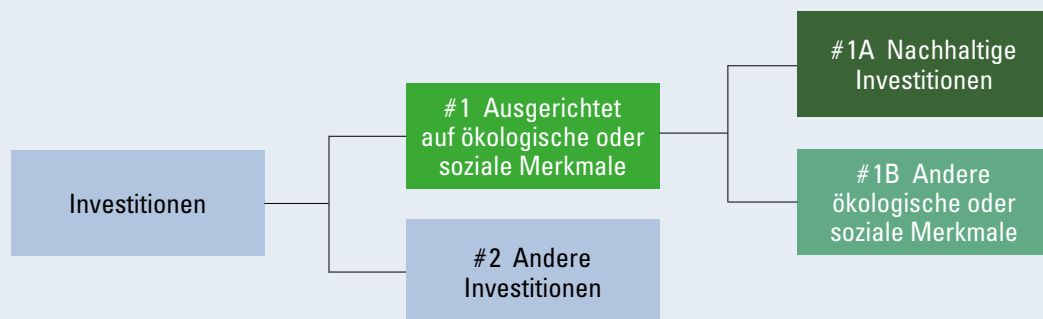 Investitionen
#1 Ausgerichtet
auf ökologische oder
soziale Merkmale
#2 Andere
Investitionen
#1A Nachhaltige
Investitionen
#1B Andere
ökologische oder
soziale Merkmale